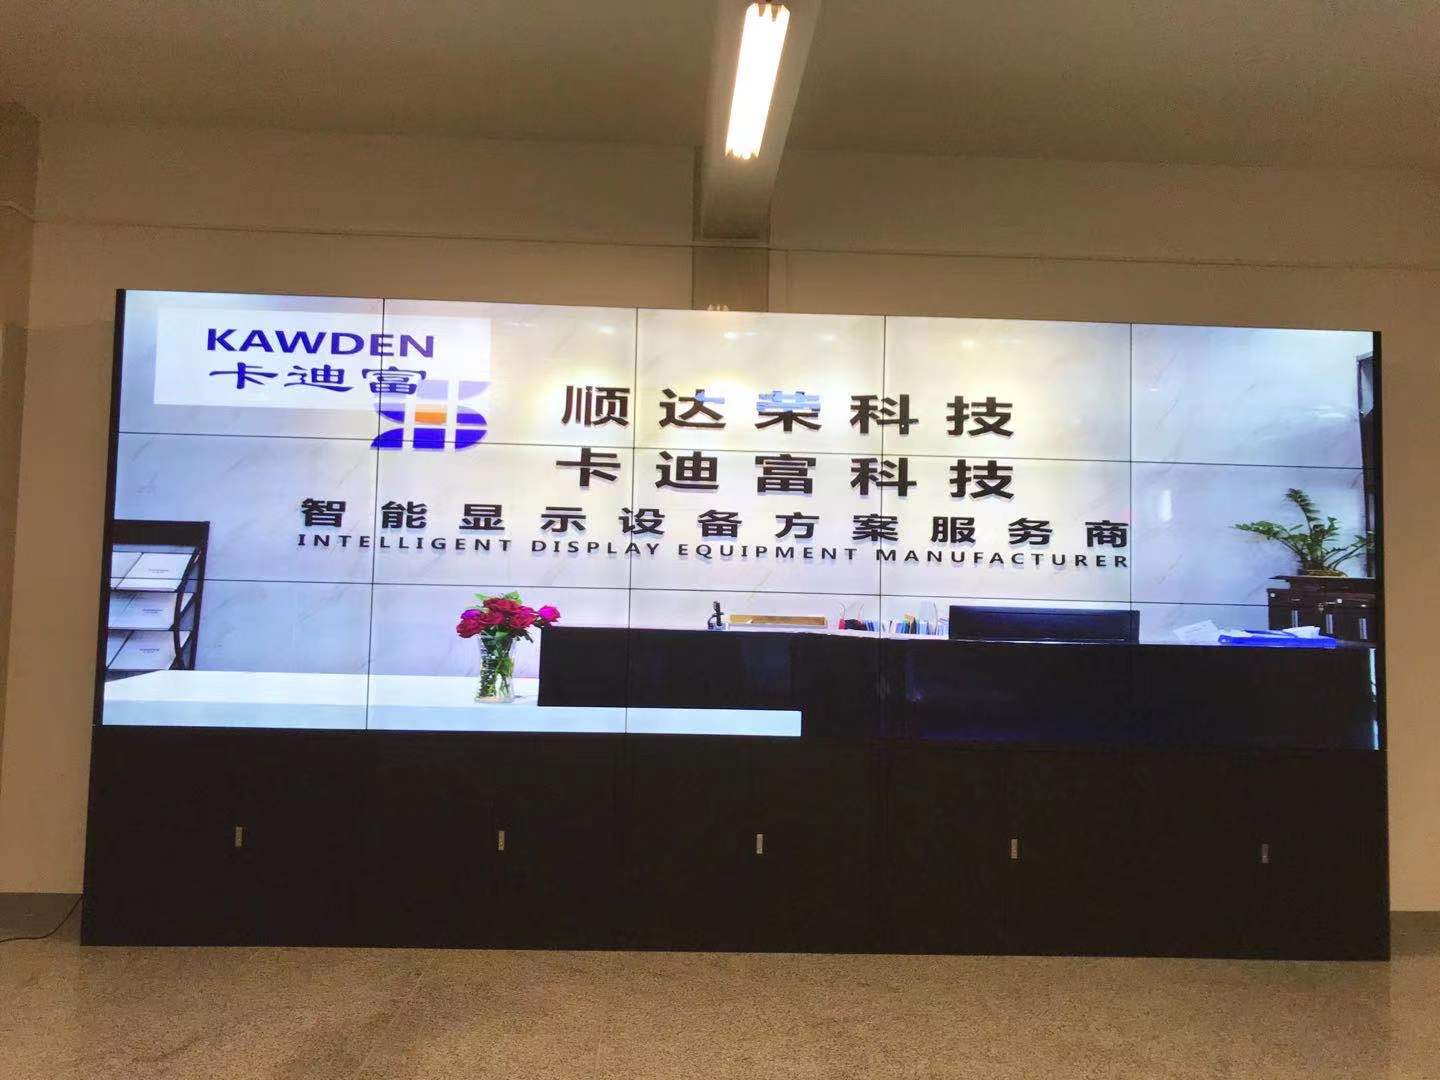 KAWDEN
卡迪富
顺达荣科技
卡迪富科技
智能显示设备方案服务商
INTELLIGENT DISPLAY EQUIPMENT MANUFACTURER